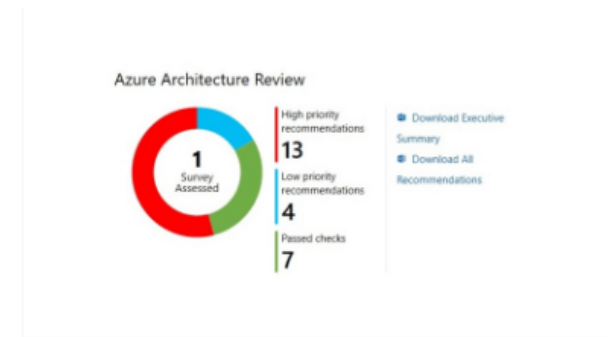 Azure Architecture Review
1
Survey
Assessed
High priority
recommendations
13
Low priority
recommendations
4
Passed checks
7
Download Executive
Summary
Download All
Recommendations